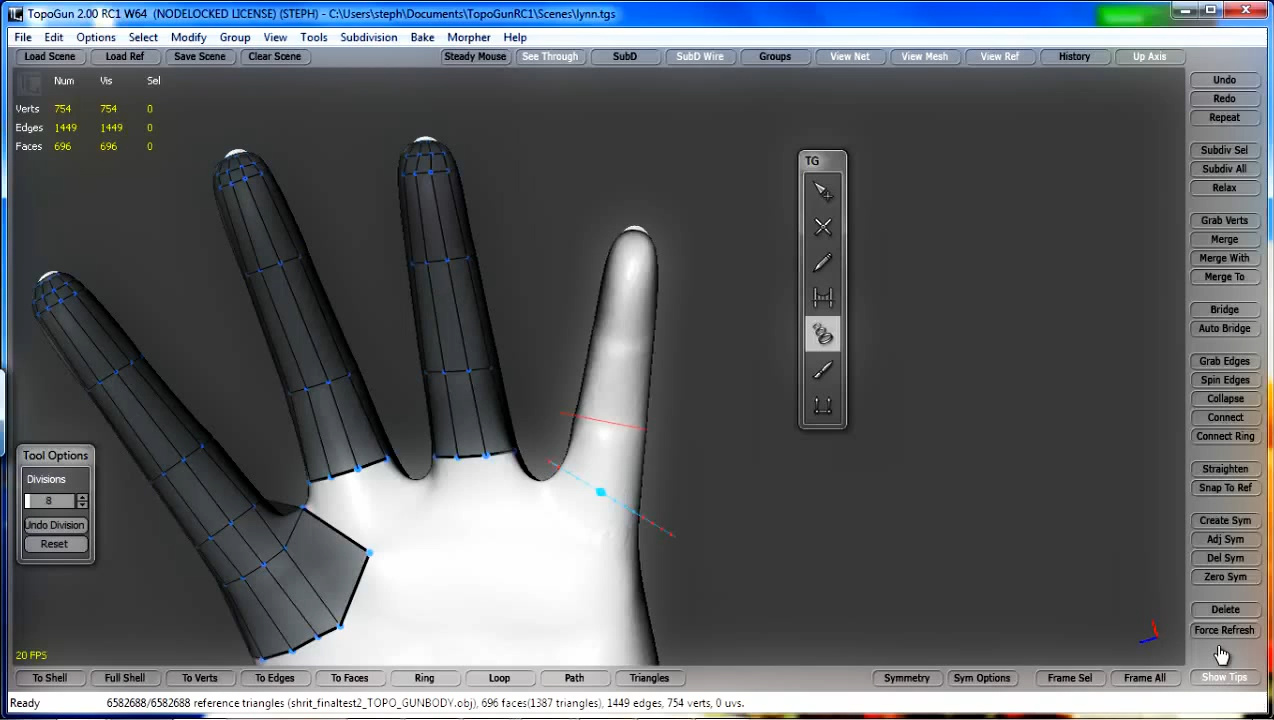 TopoGun 2.00 RC1 W64 (NODELOCKED LICENSE) (STEPH) - C:\Users\steph\Documents\TopoGunRC1\Scenes\lynn.tgs
File Edit Options Select Modify Group View Tools Subdivision Bake Morpher Help
Load Scene Load Ref Save Scene Clear Scene Steady Mouse See Through SubD SubD Wire Groups View Net View Mesh View Ref History Up Axis
Num Vis Sel
Verts 754 754 0
Edges 1449 1449 0
Faces 696 696 0
TG
Undo
Redo
Repeat
Subdiv Sel
Subdiv All
Relax
Grab Verts
Merge
Merge With
Merge To
Bridge
Auto Bridge
Grab Edges
Spin Edges
Collapse
Connect
Connect Ring
Straighten
Snap To Ref
Create Sym
Adj Sym
Del Sym
Zero Sym
Delete
Force Refresh
Show Tips
Tool Options
Divisions
8
Undo Division
Reset
20 FPS
To Shell Full Shell To Verts To Edges To Faces Ring Loop Path Triangles Symmetry Sym Options Frame Sel Frame All
Ready 6582688/6582688 reference triangles (shrit_finaltest2_TOPO_GUNBODY.obj), 696 faces(1387 triangles), 1449 edges, 754 verts, 0 uvs.